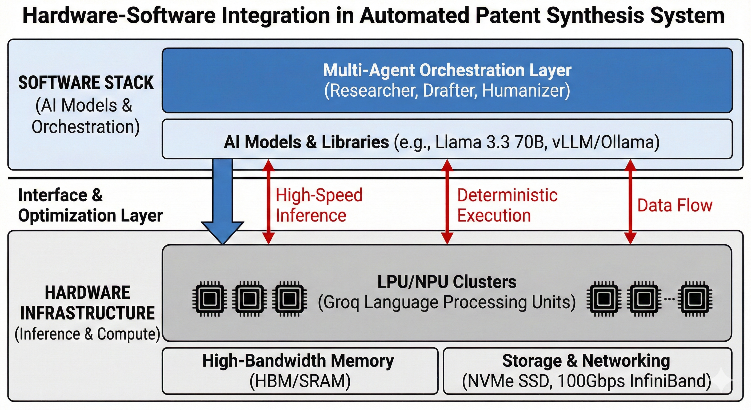 Hardware-Software Integration in Automated Patent Synthesis System
SOFTWARE STACK
(AI Models &
Orchestration)
Multi-Agent Orchestration Layer
(Researcher, Drafter, Humanizer)
AI Models & Libraries (e.g., Llama 3.3 70B, vLLM/Ollama)
Interface &
Optimization Layer
High-Speed
Inference
Deterministic
Execution
Data Flow
HARDWARE
INFRASTRUCTURE
(Inference & Compute)
LPU/NPU Clusters
(Groq Language Processing Units)
High-Bandwidth Memory
(HBM/SRAM)
Storage & Networking
(NVMe SSD, 100Gbps InfiniBand)